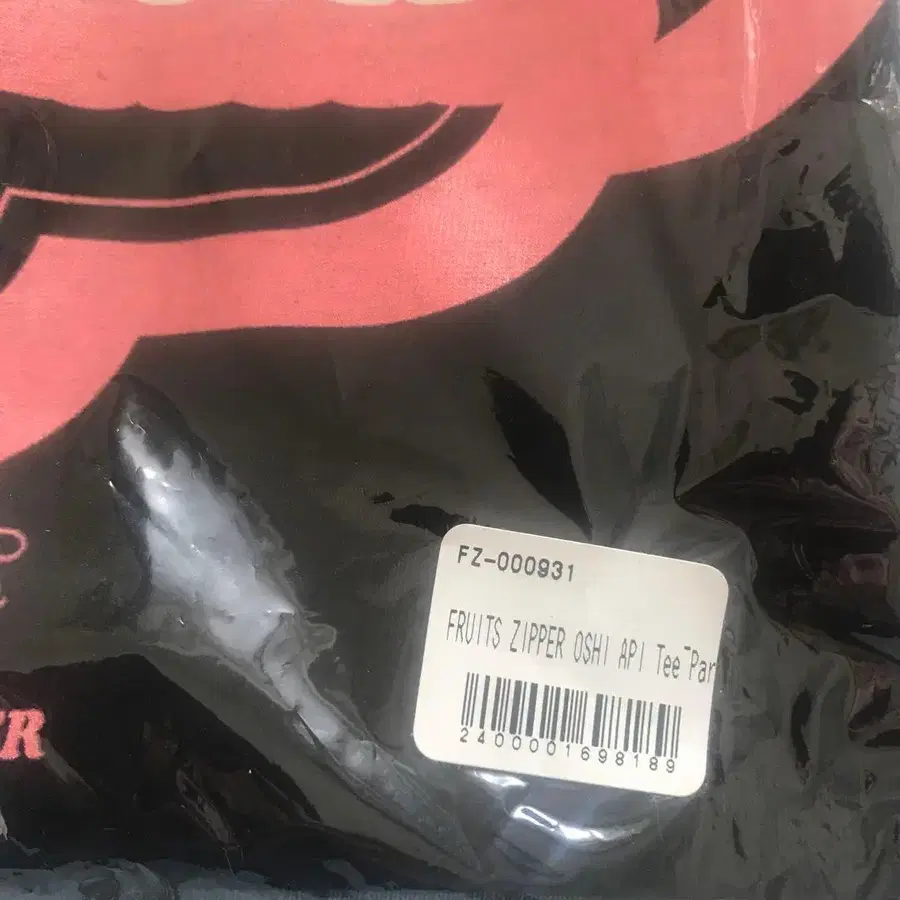 FZ-000931
FRUITS ZIPPER OSHI API Tee Par
2400001698189